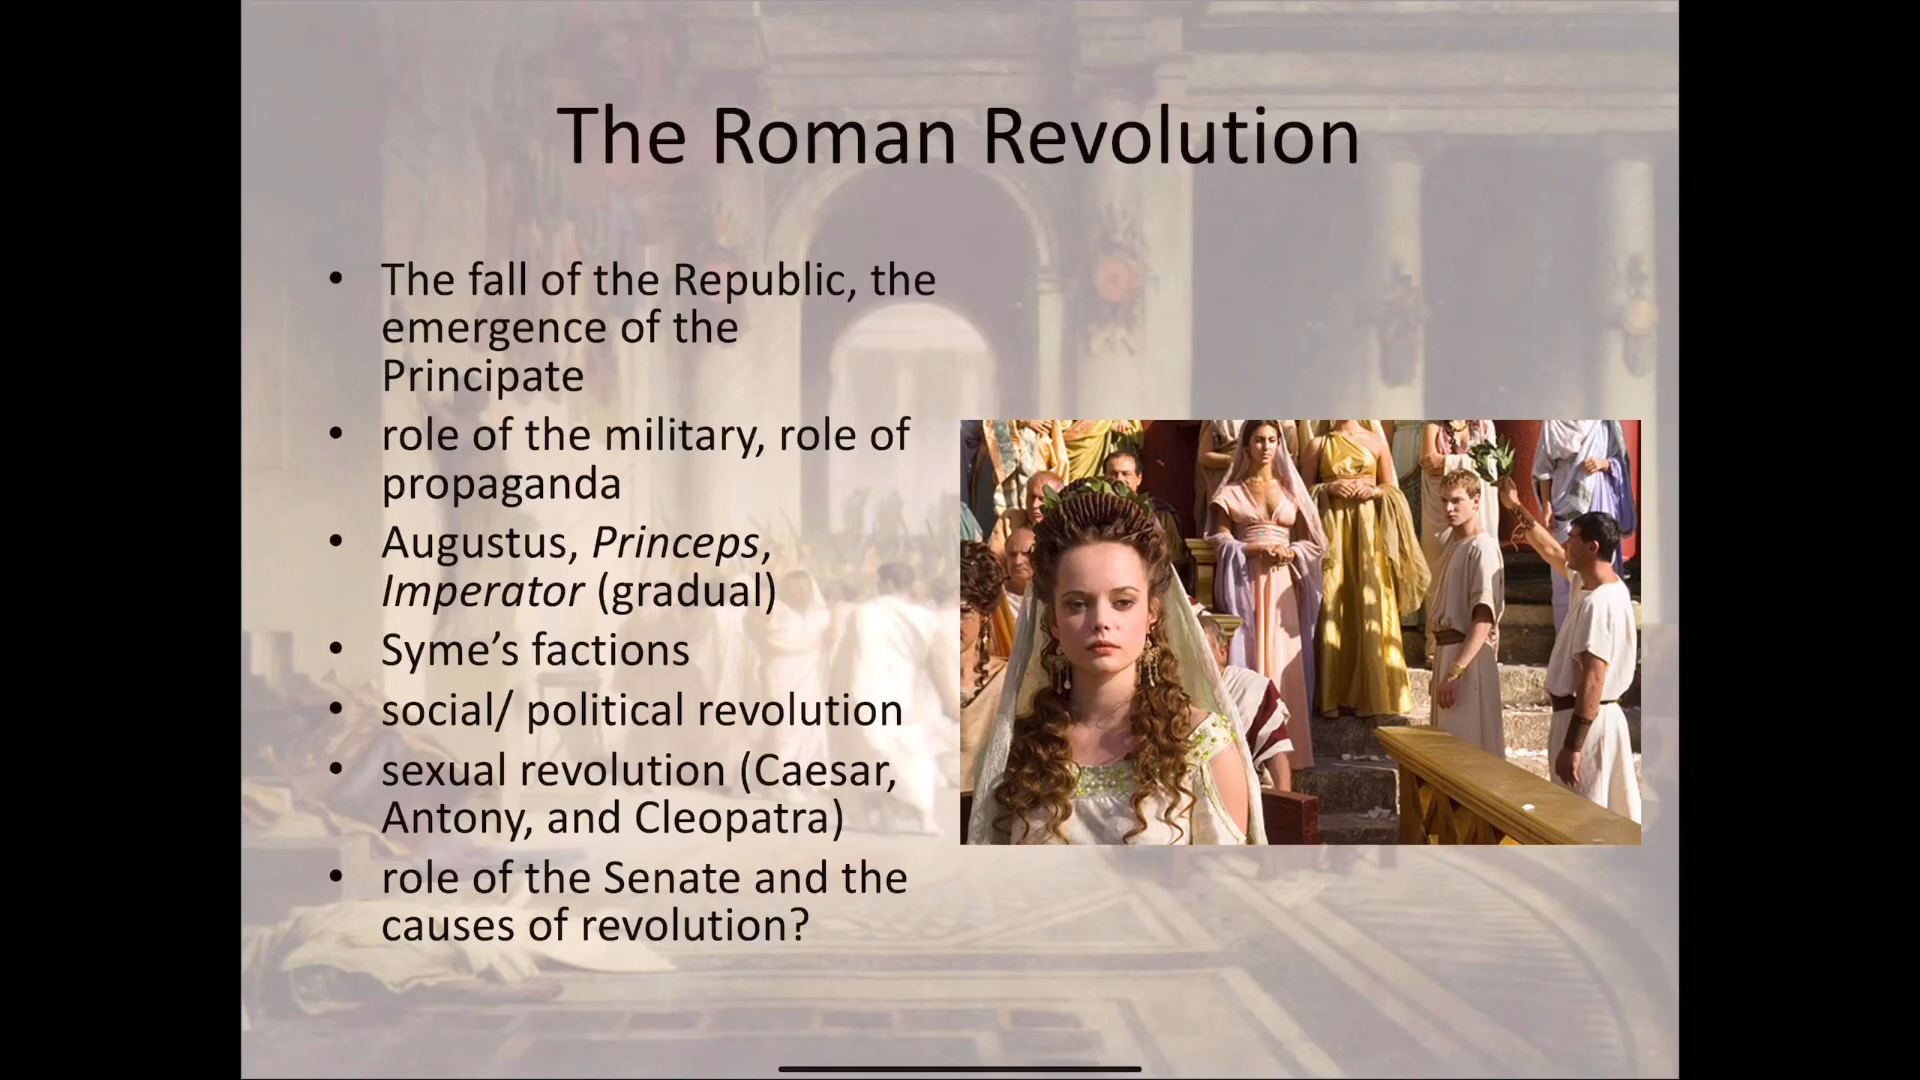 The Roman Revolution
• The fall of the Republic, the
emergence of the
Principate
• role of the military, role of
propaganda
• Augustus, Princeps,
Imperator (gradual)
• Syme’s factions
• social/ political revolution
• sexual revolution (Caesar,
Antony, and Cleopatra)
• role of the Senate and the
causes of revolution?